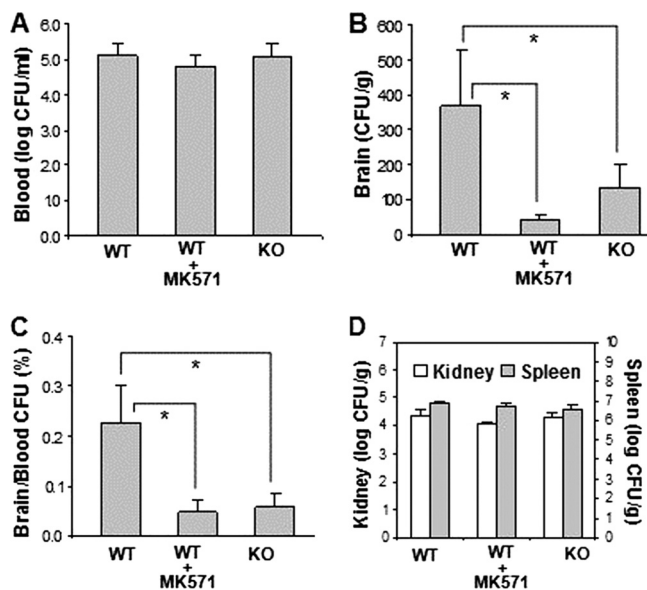 A
Blood (log CFU/ml)
6.0
5.0
4.0
3.0
2.0
1.0
0.0
WT
WT
+
MK571
KO
B
Brain (CFU/g)
600
500
400
300
200
100
0
*
*
WT
WT
+
MK571
KO
C
Brain/Blood CFU (%)
0.4
0.3
0.2
0.1
0.0
*
*
WT
WT
+
MK571
KO
D
Kidney (log CFU/g)
7
6
5
4
3
2
1
0
Kidney Spleen
10
9
8
7
6
5
4
3
2
1
0
Spleen (log CFU/g)
WT
WT
+
MK571
KO